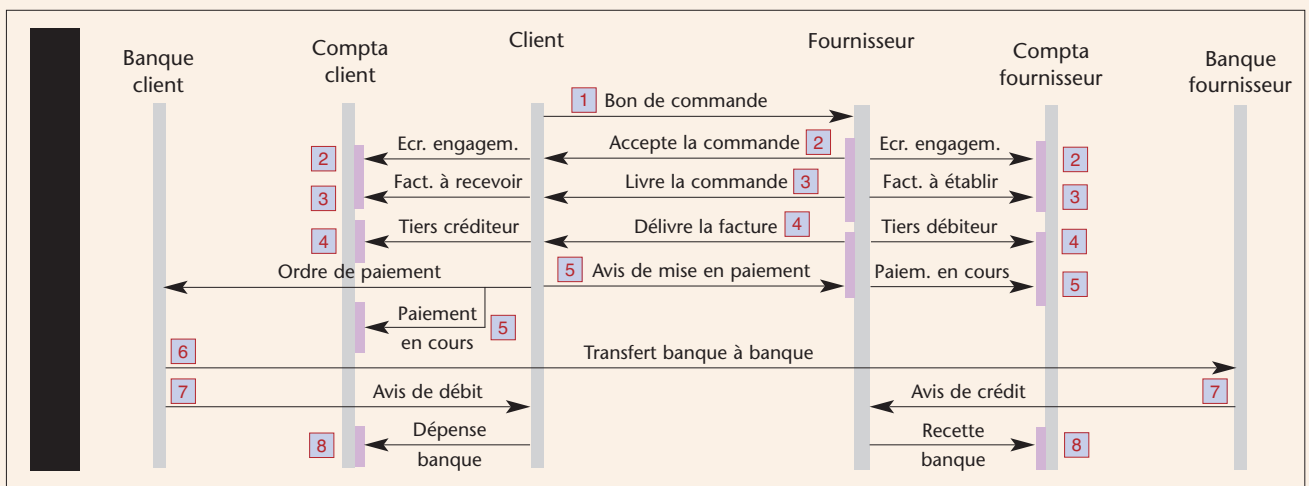 Banque
client
Compta
client
Client
Fournisseur
Compta
fournisseur
Banque
fournisseur
1 Bon de commande
2 Ecr. engagem.
Accepte la commande 2
Ecr. engagem. 2
3 Fact. à recevoir
Livre la commande 3
Fact. à établir 3
4 Tiers créditeur
Délivre la facture 4
Tiers débiteur 4
Ordre de paiement
5 Avis de mise en paiement
Paiem. en cours 5
Paiement
en cours
5
6 Transfert banque à banque
7 Avis de débit
Avis de crédit 7
8 Dépense
banque
Recette
banque
8